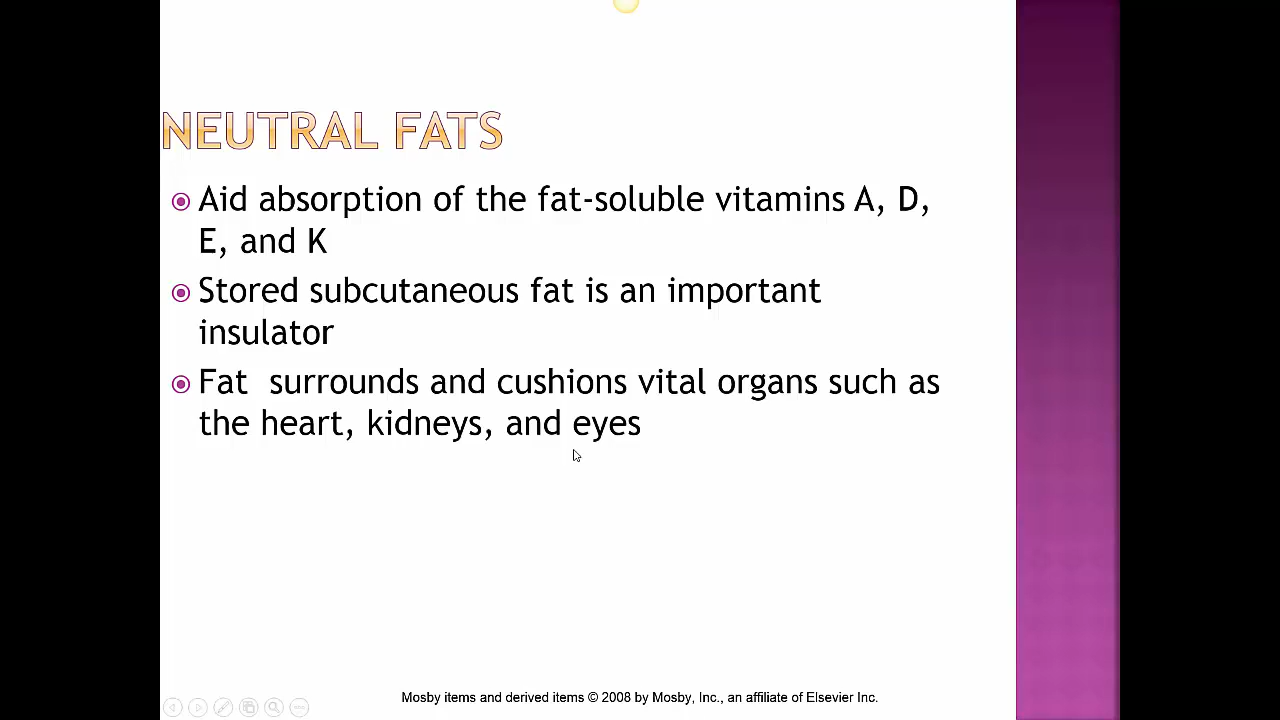 NEUTRAL FATS
Aid absorption of the fat-soluble vitamins A, D,
E, and K
Stored subcutaneous fat is an important
insulator
Fat  surrounds and cushions vital organs such as
the heart, kidneys, and eyes
Mosby items and derived items © 2008 by Mosby, Inc., an affiliate of Elsevier Inc.